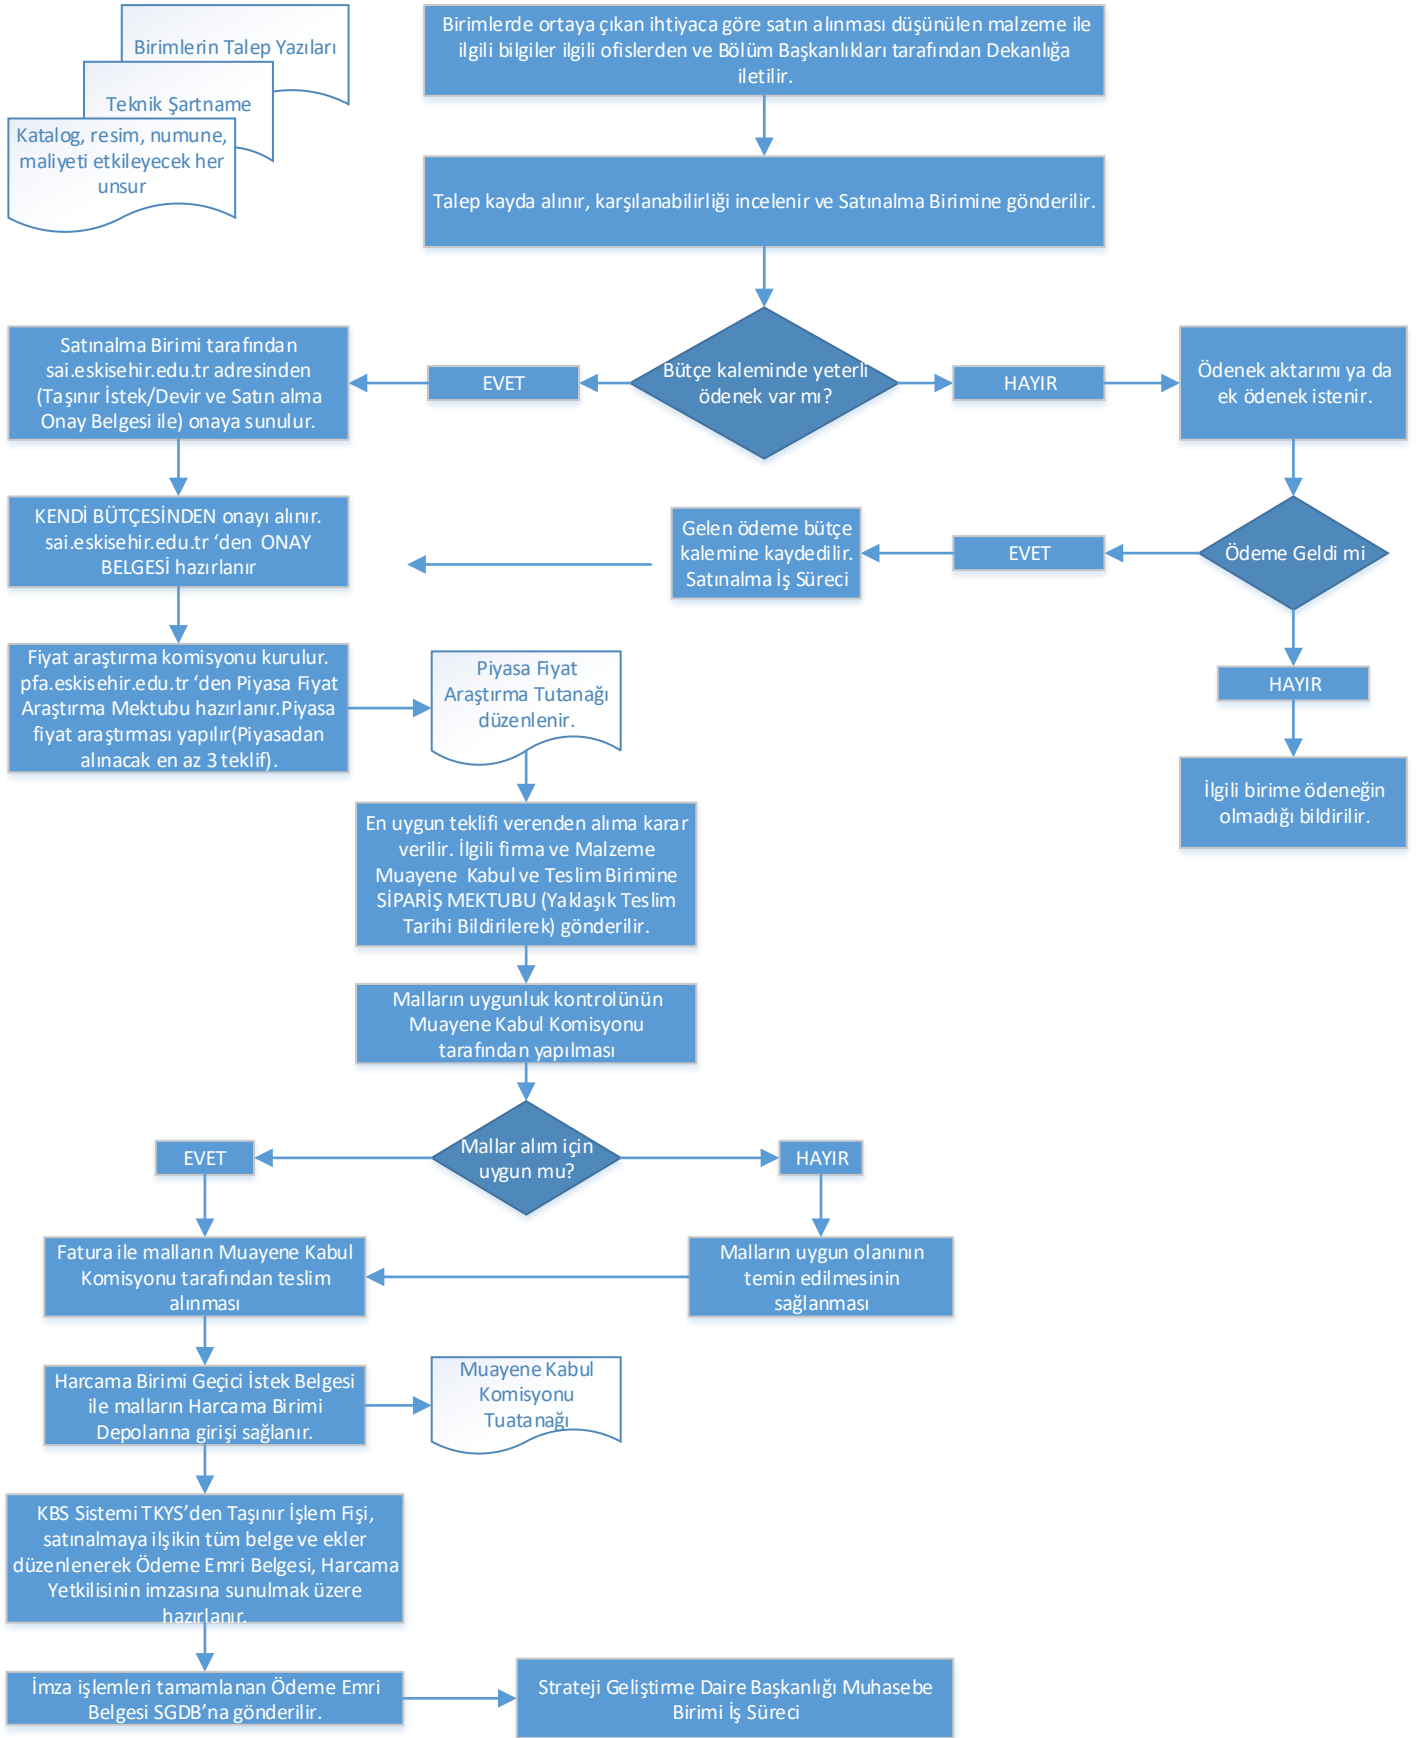 Birimlerin Talep Yazıları
Teknik Şartname
Katalog, resim, numune,
maliyeti etkileyecek her
unsur
Birimlerde ortaya çıkan ihtiyaca göre satın alınması düşünülen malzeme ile
ilgili bilgiler ilgili ofislerden ve Bölüm Başkanlıkları tarafından Dekanlığa
iletilir.
Talep kayda alınır, karşılanabilirliği incelenir ve Satınalma Birimine gönderilir.
Bütçe kaleminde yeterli
ödenek var mı?
EVET
HAYIR
Satınalma Birimi tarafından
sai.eskisehir.edu.tr adresinden
(Taşınır İstek/Devir ve Satın alma
Onay Belgesi ile) onaya sunulur.
Ödenek aktarımı ya da
ek ödenek istenir.
KENDİ BÜTÇESİNDEN onayı alınır.
sai.eskisehir.edu.tr ‘den ONAY
BELGESİ hazırlanır
Gelen ödeme bütçe
kalemine kaydedilir.
Satınalma İş Süreci
EVET
Ödeme Geldi mi
HAYIR
İlgili birime ödeneğin
olmadığı bildirilir.
Fiyat araştırma komisyonu kurulur.
pfa.eskisehir.edu.tr ‘den Piyasa Fiyat
Araştırma Mektubu hazırlanır.Piyasa
fiyat araştırması yapılır(Piyasadan
alınacak en az 3 teklif).
Piyasa Fiyat
Araştırma Tutanağı
düzenlenir.
En uygun teklifi verenden alıma karar
verilir. İlgili firma ve Malzeme
Muayene Kabul ve Teslim Birimine
SİPARİŞ MEKTUBU (Yaklaşık Teslim
Tarihi Bildirilerek) gönderilir.
Malların uygunluk kontrolünün
Muayene Kabul Komisyonu
tarafından yapılması
Mallar alım için
uygun mu?
EVET
HAYIR
Fatura ile malların Muayene Kabul
Komisyonu tarafından teslim
alınması
Malların uygun olanının
temin edilmesinin
sağlanması
Harcama Birimi Geçici İstek Belgesi
ile malların Harcama Birimi
Depolarına girişi sağlanır.
Muayene Kabul
Komisyonu
Tuatanağı
KBS Sistemi TKYS’den Taşınır İşlem Fişi,
satınalmaya ilşikin tüm belge ve ekler
düzenlenerek Ödeme Emri Belgesi, Harcama
Yetkilisinin imzasına sunulmak üzere
hazırlanır.
İmza işlemleri tamamlanan Ödeme Emri
Belgesi SGDB’na gönderilir.
Strateji Geliştirme Daire Başkanlığı Muhasebe
Birimi İş Süreci